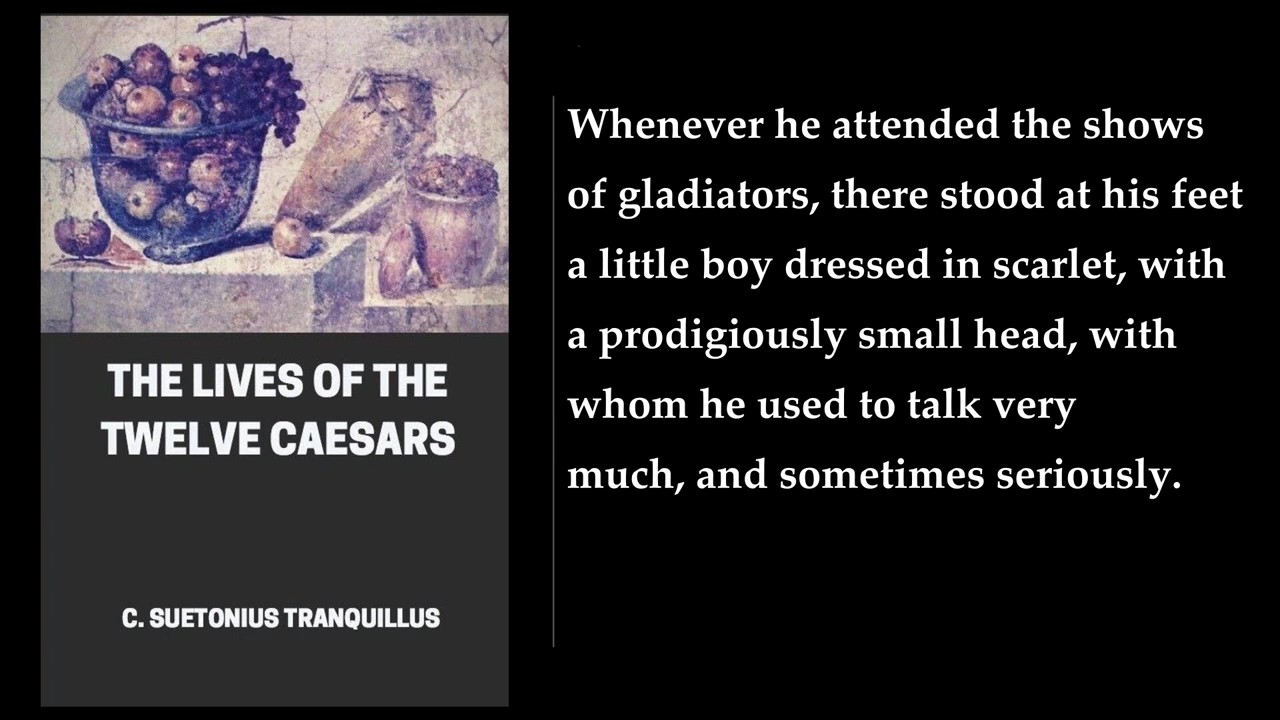 THE LIVES OF THE
TWELVE CAESARS
C. SUETONIUS TRANQUILLUS
Whenever he attended the shows
of gladiators, there stood at his feet
a little boy dressed in scarlet, with
a prodigiously small head, with
whom he used to talk very
much, and sometimes seriously.